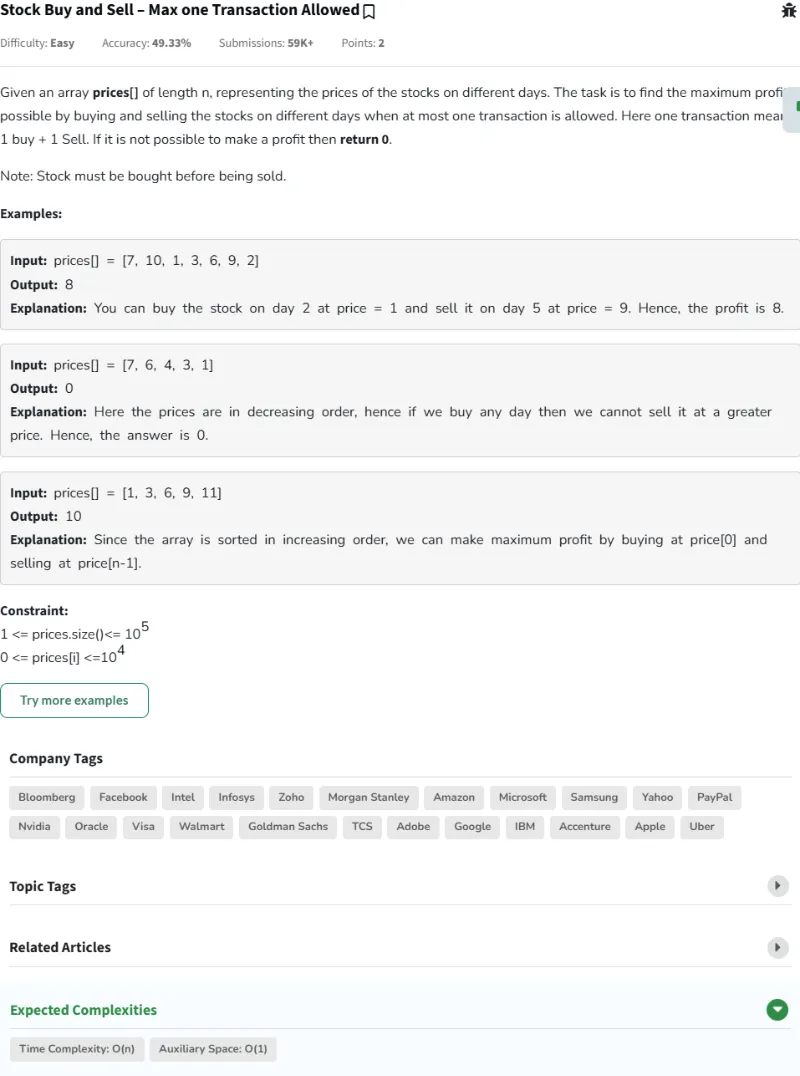 Stock Buy and Sell – Max one Transaction Allowed
Difficulty: Easy Accuracy: 49.33% Submissions: 59K+ Points: 2
Given an array prices[] of length n, representing the prices of the stocks on different days. The task is to find the maximum profi
possible by buying and selling the stocks on different days when at most one transaction is allowed. Here one transaction mear
1 buy + 1 Sell. If it is not possible to make a profit then return 0.
Note: Stock must be bought before being sold.
Examples:
Input: prices[] = [7, 10, 1, 3, 6, 9, 2]
Output: 8
Explanation: You can buy the stock on day 2 at price = 1 and sell it on day 5 at price = 9. Hence, the profit is 8.
Input: prices[] = [7, 6, 4, 3, 1]
Output: 0
Explanation: Here the prices are in decreasing order, hence if we buy any day then we cannot sell it at a greater
price. Hence, the answer is 0.
Input: prices[] = [1, 3, 6, 9, 11]
Output: 10
Explanation: Since the array is sorted in increasing order, we can make maximum profit by buying at price[0] and
selling at price[n-1].
Constraint:
1 <= prices.size()<= 10^5
0 <= prices[i] <=10^4
Try more examples
Company Tags
Bloomberg Facebook Intel Infosys Zoho Morgan Stanley Amazon Microsoft Samsung Yahoo PayPal
Nvidia Oracle Visa Walmart Goldman Sachs TCS Adobe Google IBM Accenture Apple Uber
Topic Tags
Related Articles
Expected Complexities
Time Complexity: O(n) Auxiliary Space: O(1)